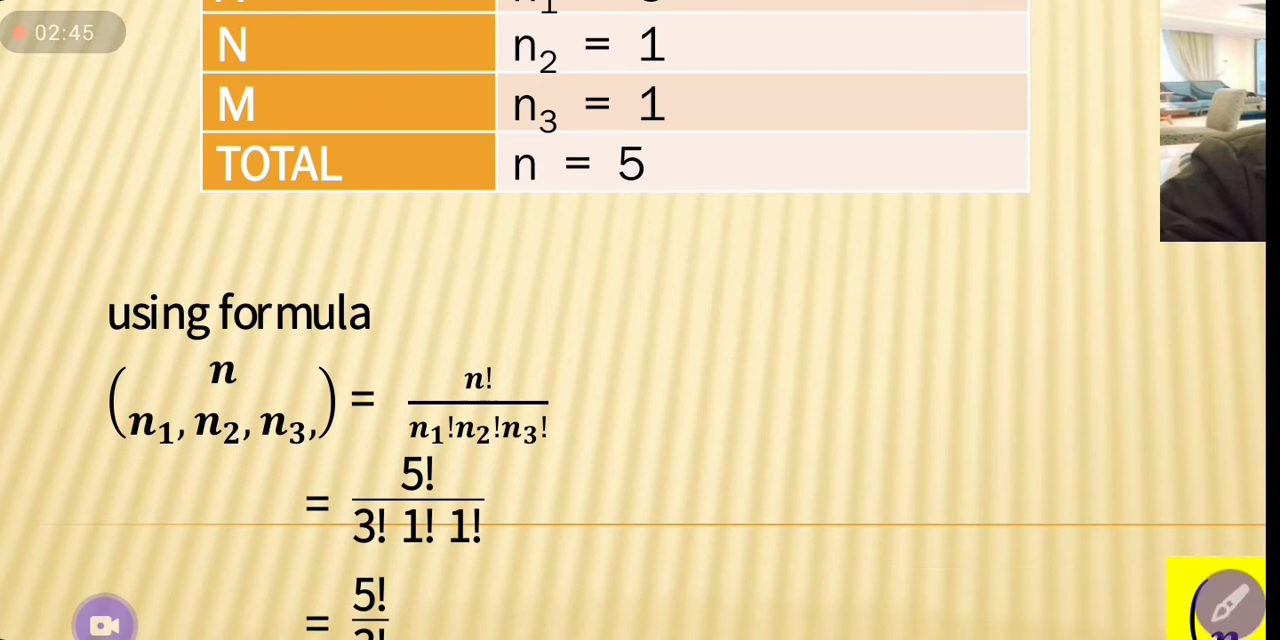 02:45
N n₂ = 1
M n₃ = 1
TOTAL n = 5
using formula
(n
n₁, n₂, n₃,) = n! / n₁!n₂!n₃!
= 5! / 3! 1! 1!
= 5!